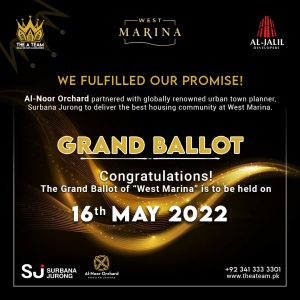 THE A TEAM
WEST
MARINA
AL-JALIL
DEVELOPERS
WE FULFILLED OUR PROMISE!
Al-Noor Orchard partnered with globally renowned urban town planner,
Surbana Jurong to deliver the best housing community at West Marina.
GRAND BALLOT
Congratulations!
The Grand Ballot of "West Marina" is to be held on
16th MAY 2022
SJ SURBANA
JURONG
Al-Noor Orchard
+92 341 333 3301
www.theateam.pk